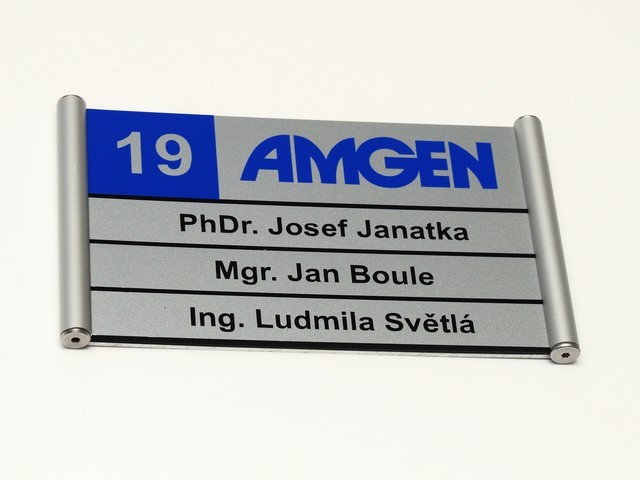 19 AMGEN
PhDr. Josef Janatka
Mgr. Jan Boule
Ing. Ludmila Světlá